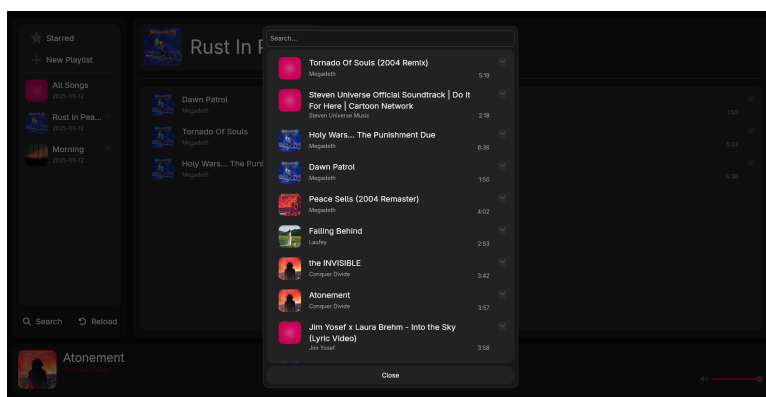 Starred
New Playlist
All Songs
2025-05-12
Rust In Pea...
2025-05-12
Morning
2025-05-12
Search
Reload
Rust In P
Dawn Patrol
Megadeth
1:50
Tornado Of Souls
Megadeth
5:23
Holy Wars... The Puni
Megadeth
6:36
Search...
Tornado Of Souls (2004 Remix)
Megadeth
5:19
Steven Universe Official Soundtrack | Do it
For Here | Cartoon Network
Steven Universe Music
2:18
Holy Wars... The Punishment Due
Megadeth
6:36
Dawn Patrol
Megadeth
1:50
Peace Sells (2004 Remaster)
Megadeth
4:02
Falling Behind
Laufey
2:53
the INVISIBLE
Conquer Divide
3:42
Atonement
Conquer Divide
3:57
Jim Yosef x Laura Brehm - Into the Sky
(Lyric Video)
Jim Yosef
3:58
Close
Atonement
Conquer Divide